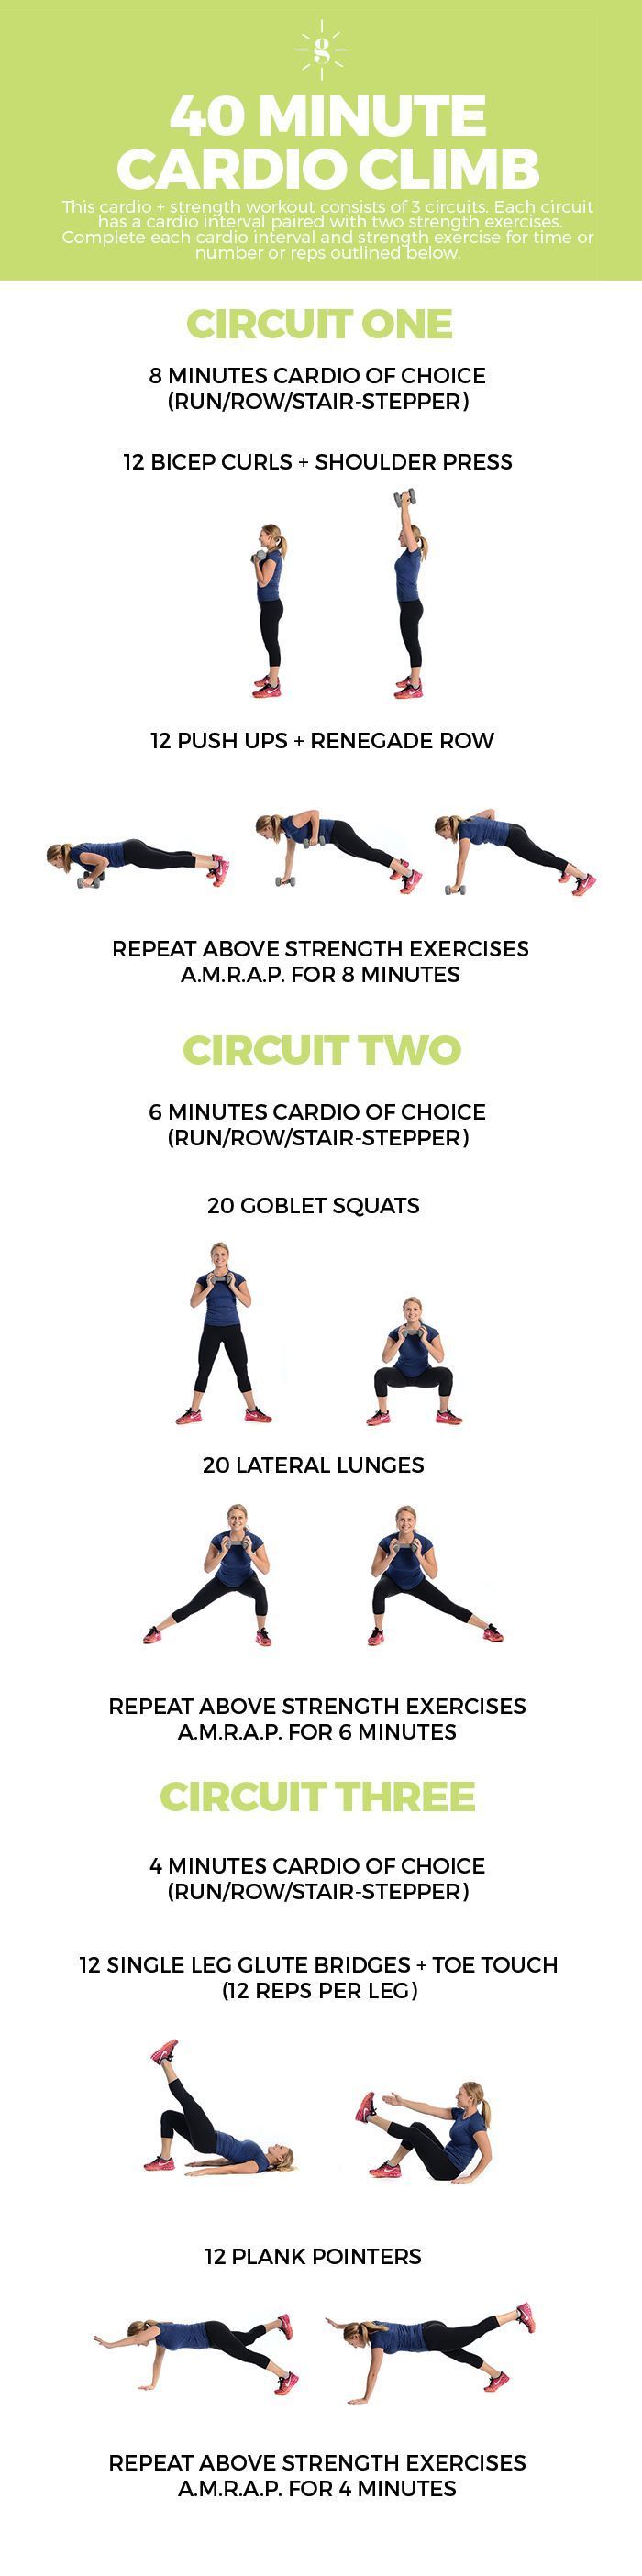 g
40 MINUTE
CARDIO CLIMB
This cardio + strength workout consists of 3 circuits. Each circuit
has a cardio interval paired with two strength exercises.
Complete each cardio interval and strength exercise for time or
number or reps outlined below.
CIRCUIT ONE
8 MINUTES CARDIO OF CHOICE
(RUN/ROW/STAIR-STEPPER)
12 BICEP CURLS + SHOULDER PRESS
12 PUSH UPS + RENEGADE ROW
REPEAT ABOVE STRENGTH EXERCISES
A.M.R.A.P. FOR 8 MINUTES
CIRCUIT TWO
6 MINUTES CARDIO OF CHOICE
(RUN/ROW/STAIR-STEPPER)
20 GOBLET SQUATS
20 LATERAL LUNGES
REPEAT ABOVE STRENGTH EXERCISES
A.M.R.A.P. FOR 6 MINUTES
CIRCUIT THREE
4 MINUTES CARDIO OF CHOICE
(RUN/ROW/STAIR-STEPPER)
12 SINGLE LEG GLUTE BRIDGES + TOE TOUCH
(12 REPS PER LEG)
12 PLANK POINTERS
REPEAT ABOVE STRENGTH EXERCISES
A.M.R.A.P. FOR 4 MINUTES